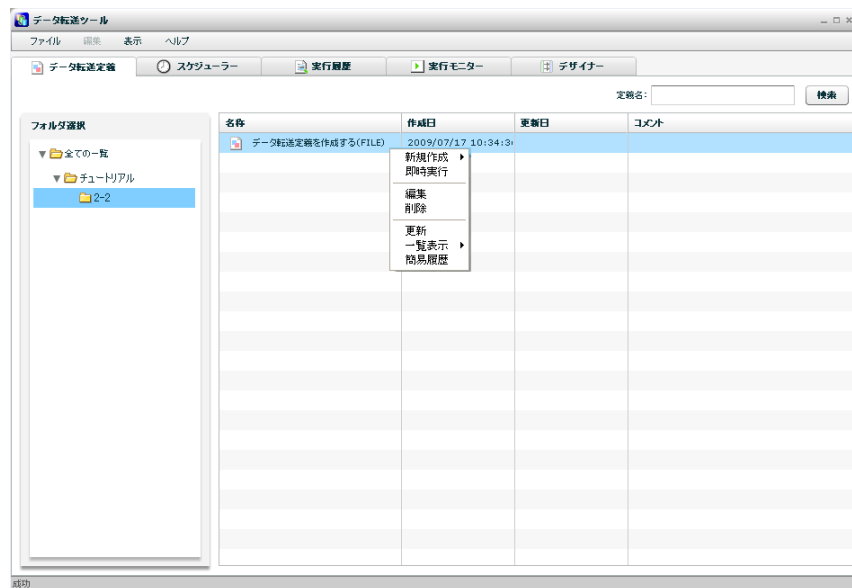 データ転送ツール
ファイル 編集 表示 ヘルプ
データ転送定義 スケジューラー 実行履歴 実行モニター デザイナー
定義名: 検索
フォルダ選択
名称 作成日 更新日 コメント
データ転送定義を作成する(FILE) 2009/07/17 10:34:3
全ての一覧
チュートリアル
2-2
新規作成
即時実行
編集
削除
更新
一覧表示
簡易履歴
成功